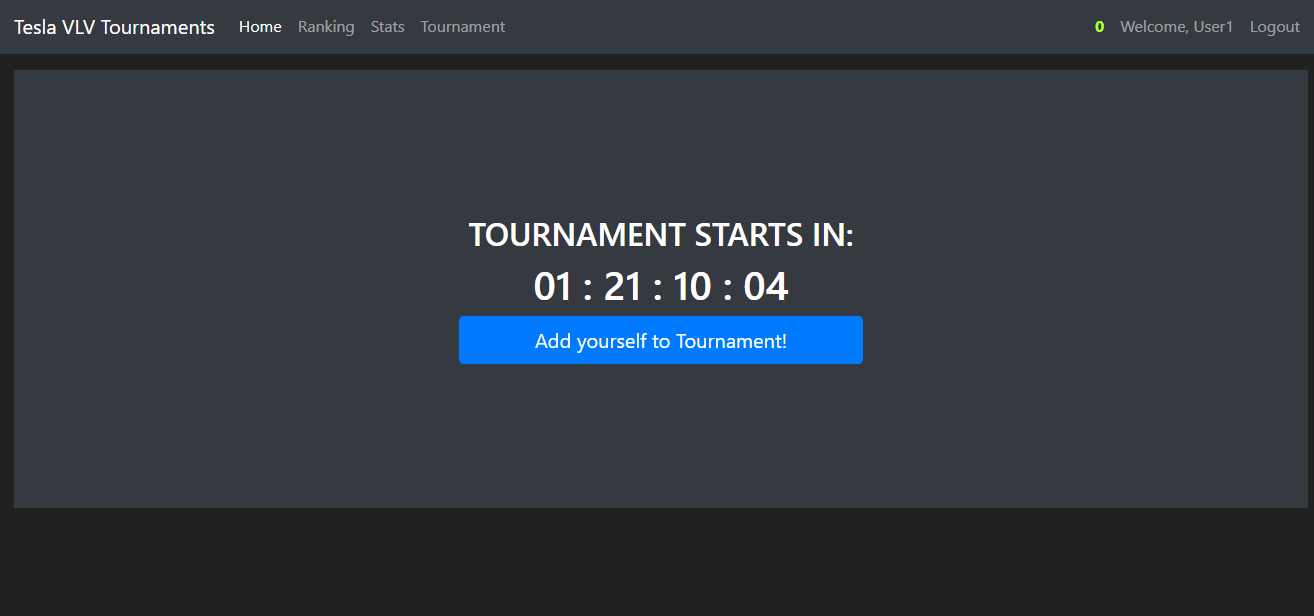 Tesla VLV Tournaments Home Ranking Stats Tournament 0 Welcome, User1 Logout
TOURNAMENT STARTS IN:
01 : 21 : 10 : 04
Add yourself to Tournament!